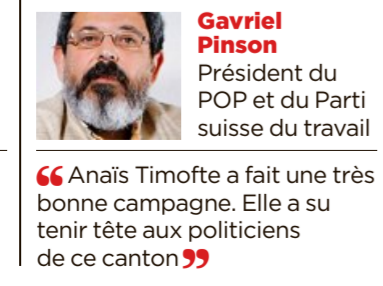 Gavriel
Pinson
Président du
POP et du Parti
suisse du travail
“ Anaïs Timofte a fait une très
bonne campagne. Elle a su
tenir tête aux politiciens
de ce canton ”